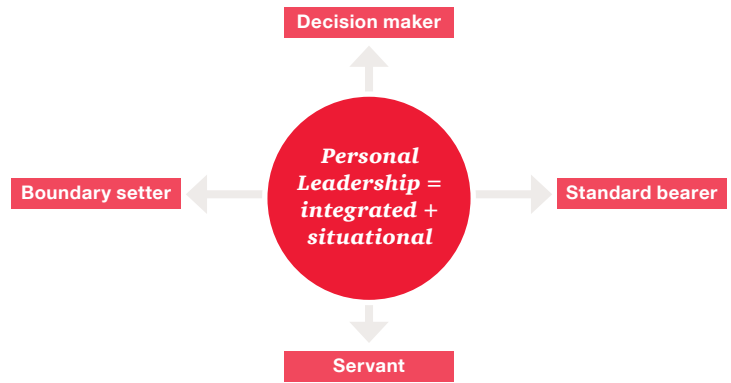 Decision maker
Personal
Leadership =
integrated +
situational
Boundary setter
Standard bearer
Servant